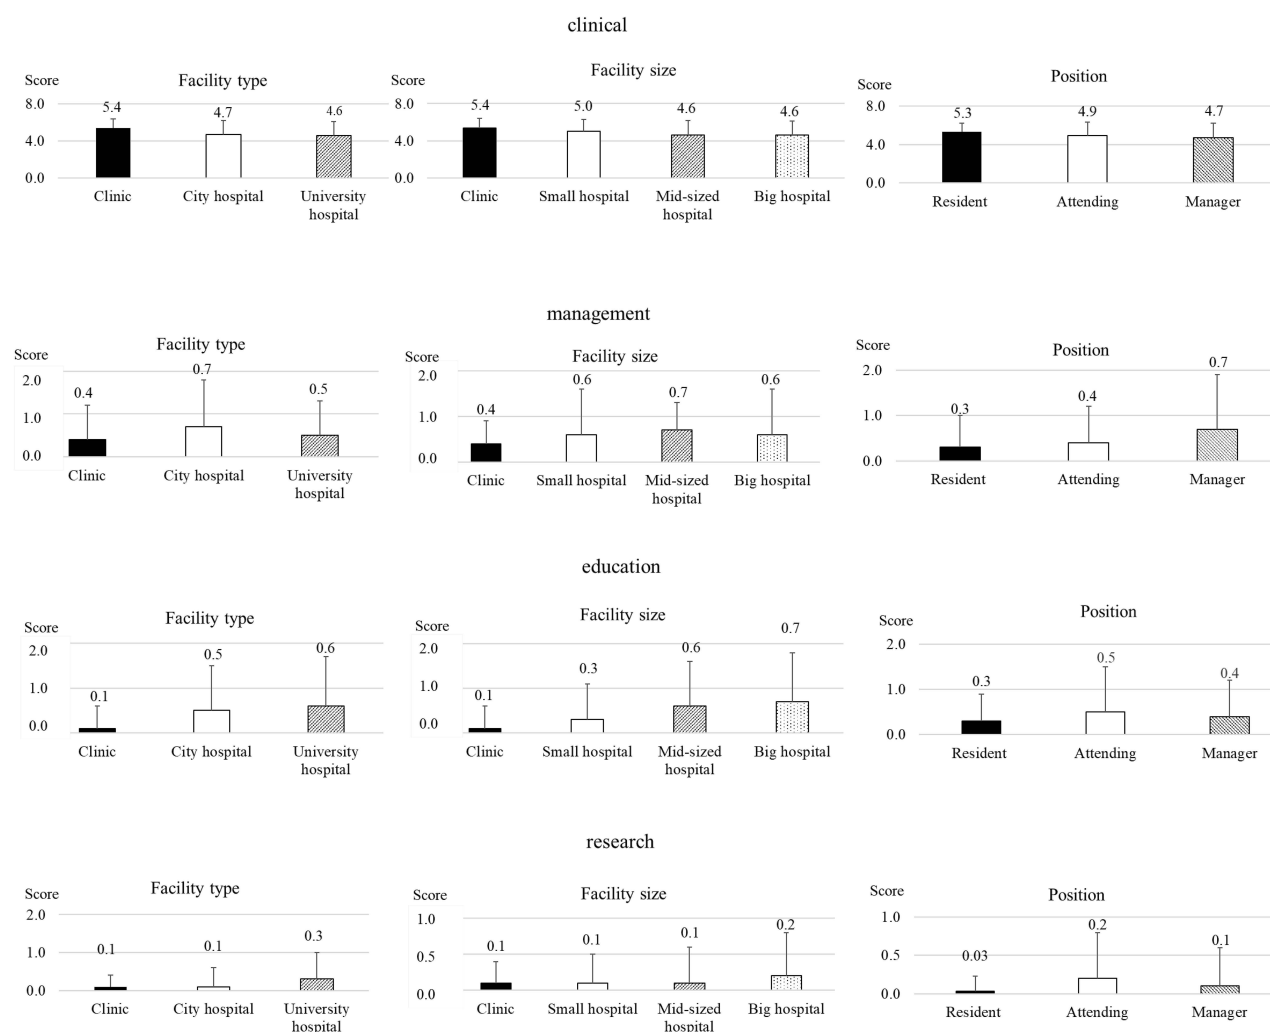 clinical
Facility type
Score
8.0
4.0
0.0
5.4
4.7
4.6
Clinic
City hospital
University
hospital
Facility size
Score
8.0
4.0
0.0
5.4
5.0
4.6
4.6
Clinic
Small hospital
Mid-sized
hospital
Big hospital
Position
Score
8.0
4.0
0.0
5.3
4.9
4.7
Resident
Attending
Manager
management
Facility type
Score
2.0
1.0
0.0
0.4
0.7
0.5
Clinic
City hospital
University
hospital
Facility size
Score
2.0
1.0
0.0
0.4
0.6
0.7
0.6
Clinic
Small hospital
Mid-sized
hospital
Big hospital
Position
Score
2.0
1.0
0.0
0.3
0.4
0.7
Resident
Attending
Manager
education
Facility type
Score
2.0
1.0
0.0
0.1
0.5
0.6
Clinic
City hospital
University
hospital
Facility size
Score
2.0
1.0
0.0
0.1
0.3
0.6
0.7
Clinic
Small hospital
Mid-sized
hospital
Big hospital
Position
Score
2.0
1.0
0.0
0.3
0.5
0.4
Resident
Attending
Manager
research
Facility type
Score
2.0
1.0
0.0
0.1
0.1
0.3
Clinic
City hospital
University
hospital
Facility size
Score
1.0
0.5
0.0
0.1
0.1
0.1
0.2
Clinic
Small hospital
Mid-sized
hospital
Big hospital
Position
Score
1.0
0.5
0.0
0.03
0.2
0.1
Resident
Attending
Manager